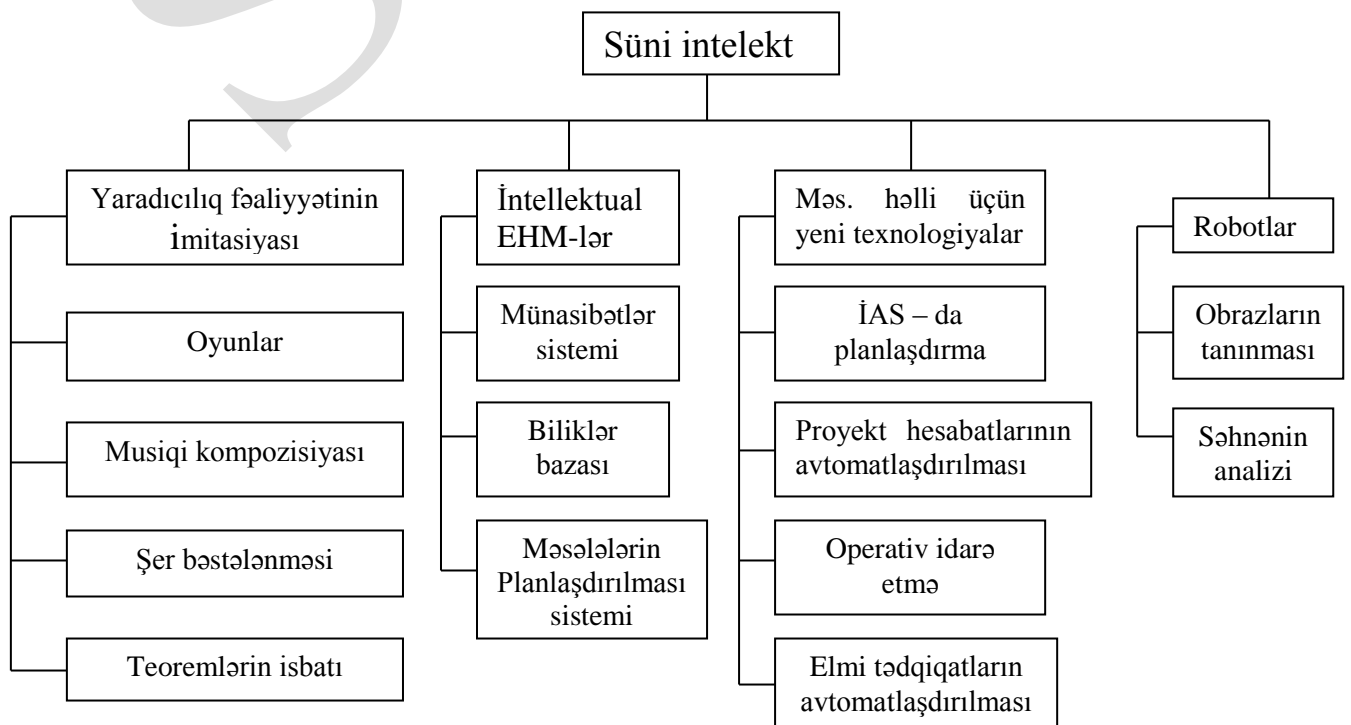 Süni intelekt
Yaradıcılıq fəaliyyətinin
imitasiyası
Oyunlar
Musiqi kompozisiyası
Şer bəstələnməsi
Teoremlərin isbatı
İntellektual
EHM-lər
Münasibətlər
sistemi
Biliklər
bazası
Məsələlərin
Planlaşdırılması
sistemi
Məs. həlli üçün
yeni texnologiyalar
İAS – da
planlaşdırma
Proyekt hesabatlarının
avtomatlaşdırılması
Operativ idarə
etmə
Elmi tədqiqatların
avtomatlaşdırılması
Robotlar
Obrazların
tanınması
Səhnənin
analizi